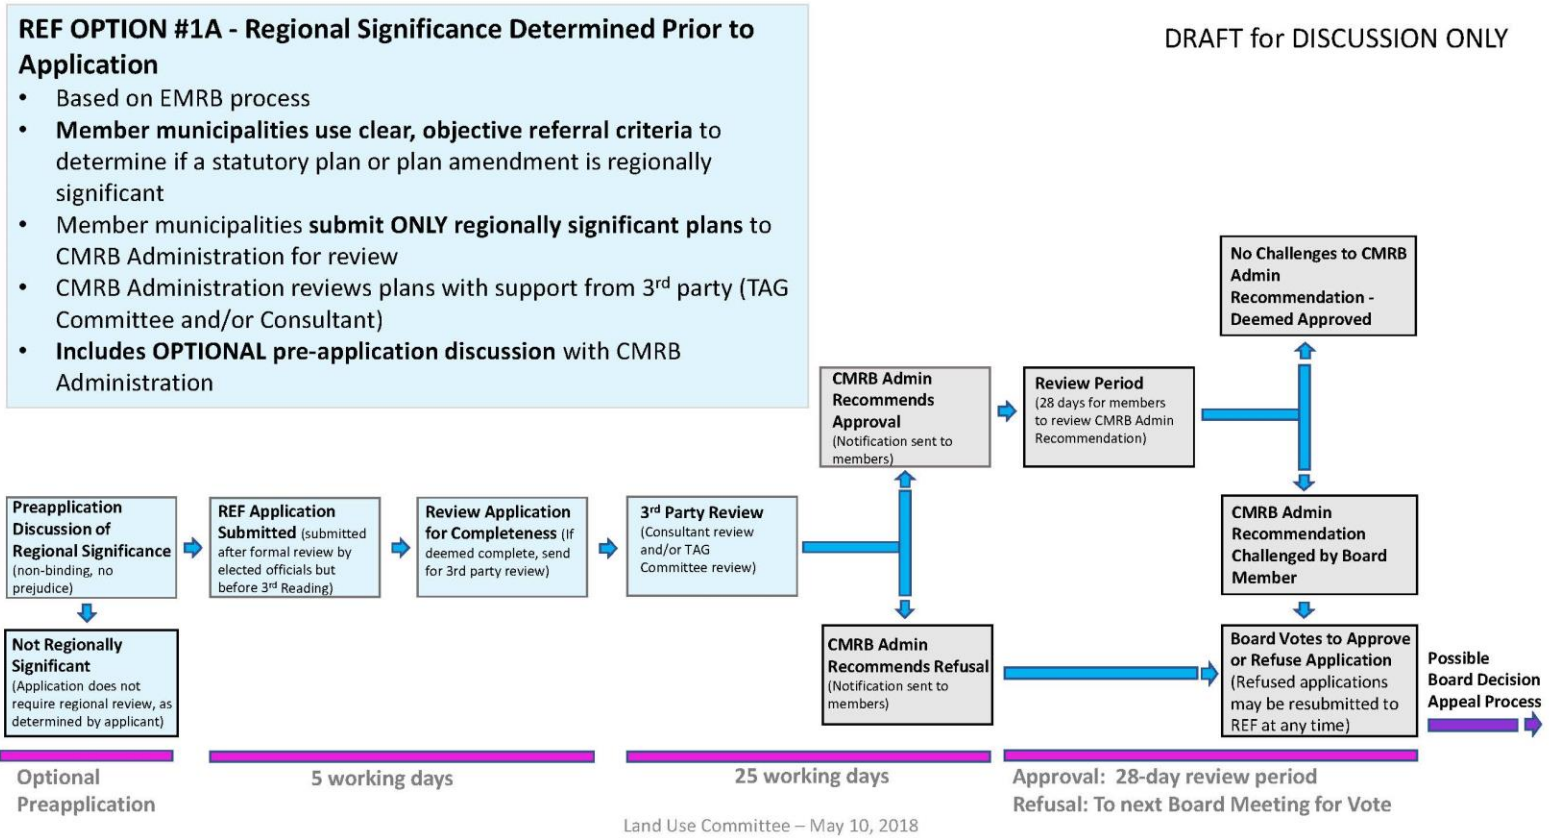 REF OPTION #1A - Regional Significance Determined Prior to
Application
• Based on EMRB process
• Member municipalities use clear, objective referral criteria to
determine if a statutory plan or plan amendment is regionally
significant
• Member municipalities submit ONLY regionally significant plans to
CMRB Administration for review
• CMRB Administration reviews plans with support from 3rd party (TAG
Committee and/or Consultant)
• Includes OPTIONAL pre-application discussion with CMRB
Administration
DRAFT for DISCUSSION ONLY
Preapplication
Discussion of
Regional Significance
(non-binding, no
prejudice)
Not Regionally
Significant
(Application does not
require regional review, as
determined by applicant)
REF Application
Submitted (submitted
after formal review by
elected officials but
before 3rd Reading)
Review Application
for Completeness (If
deemed complete, send
for 3rd party review)
3rd Party Review
(Consultant review
and/or TAG
Committee review)
CMRB Admin
Recommends
Approval
(Notification sent to
members)
CMRB Admin
Recommends Refusal
(Notification sent to
members)
Review Period
(28 days for members
to review CMRB Admin
Recommendation)
No Challenges to CMRB
Admin
Recommendation -
Deemed Approved
CMRB Admin
Recommendation
Challenged by Board
Member
Board Votes to Approve
or Refuse Application
(Refused applications
may be resubmitted to
REF at any time)
Possible
Board Decision
Appeal Process
Optional
Preapplication
5 working days
25 working days
Approval: 28-day review period
Refusal: To next Board Meeting for Vote
Land Use Committee – May 10, 2018